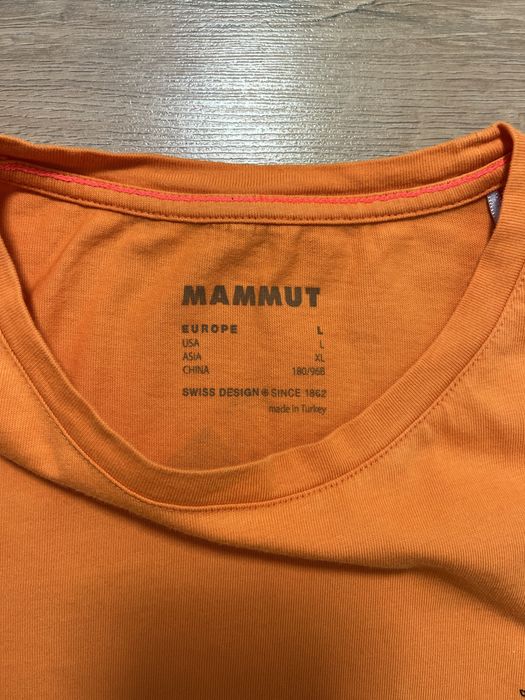 MAMMUT
EUROPE L
USA L
ASIA XL
CHINA 180/96B
SWISS DESIGN SINCE 1862
made in Turkey